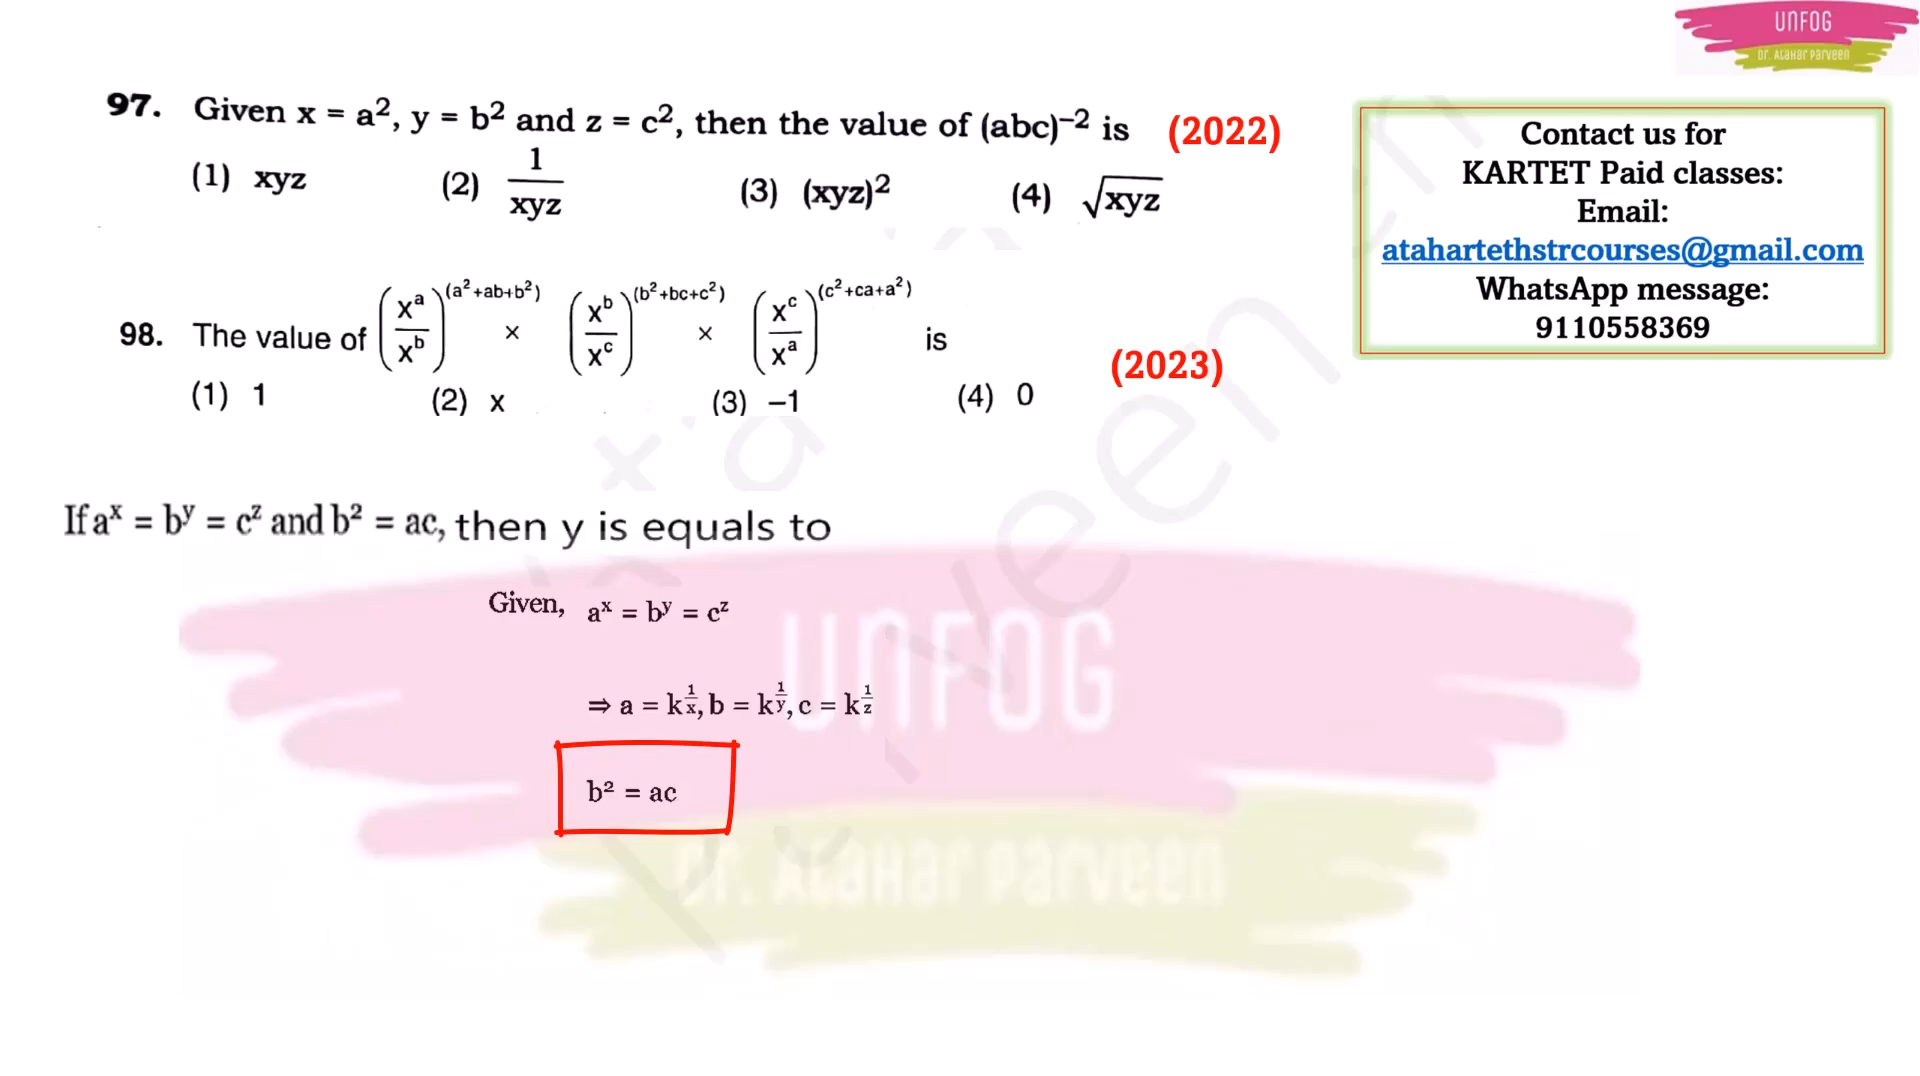 UNFOG
Dr. Atahar Parveen
97. Given x = a², y = b² and z = c², then the value of (abc)⁻² is (2022)
(1) xyz (2) 1/xyz (3) (xyz)² (4) √xyz
98. The value of (xᵃ/xᵇ)^(a²+ab+b²) × (xᵇ/xᶜ)^(b²+bc+c²) × (xᶜ/xᵃ)^(c²+ca+a²) is (2023)
(1) 1 (2) x (3) –1 (4) 0
Contact us for
KARTET Paid classes:
Email:
atahartethstrcourses@gmail.com
WhatsApp message:
9110558369
If aˣ = bʸ = cᶻ and b² = ac, then y is equals to
Given, aˣ = bʸ = cᶻ
⇒ a = k^(1/x), b = k^(1/y), c = k^(1/z)
b² = ac
UNFOG
Dr. Atahar Parveen